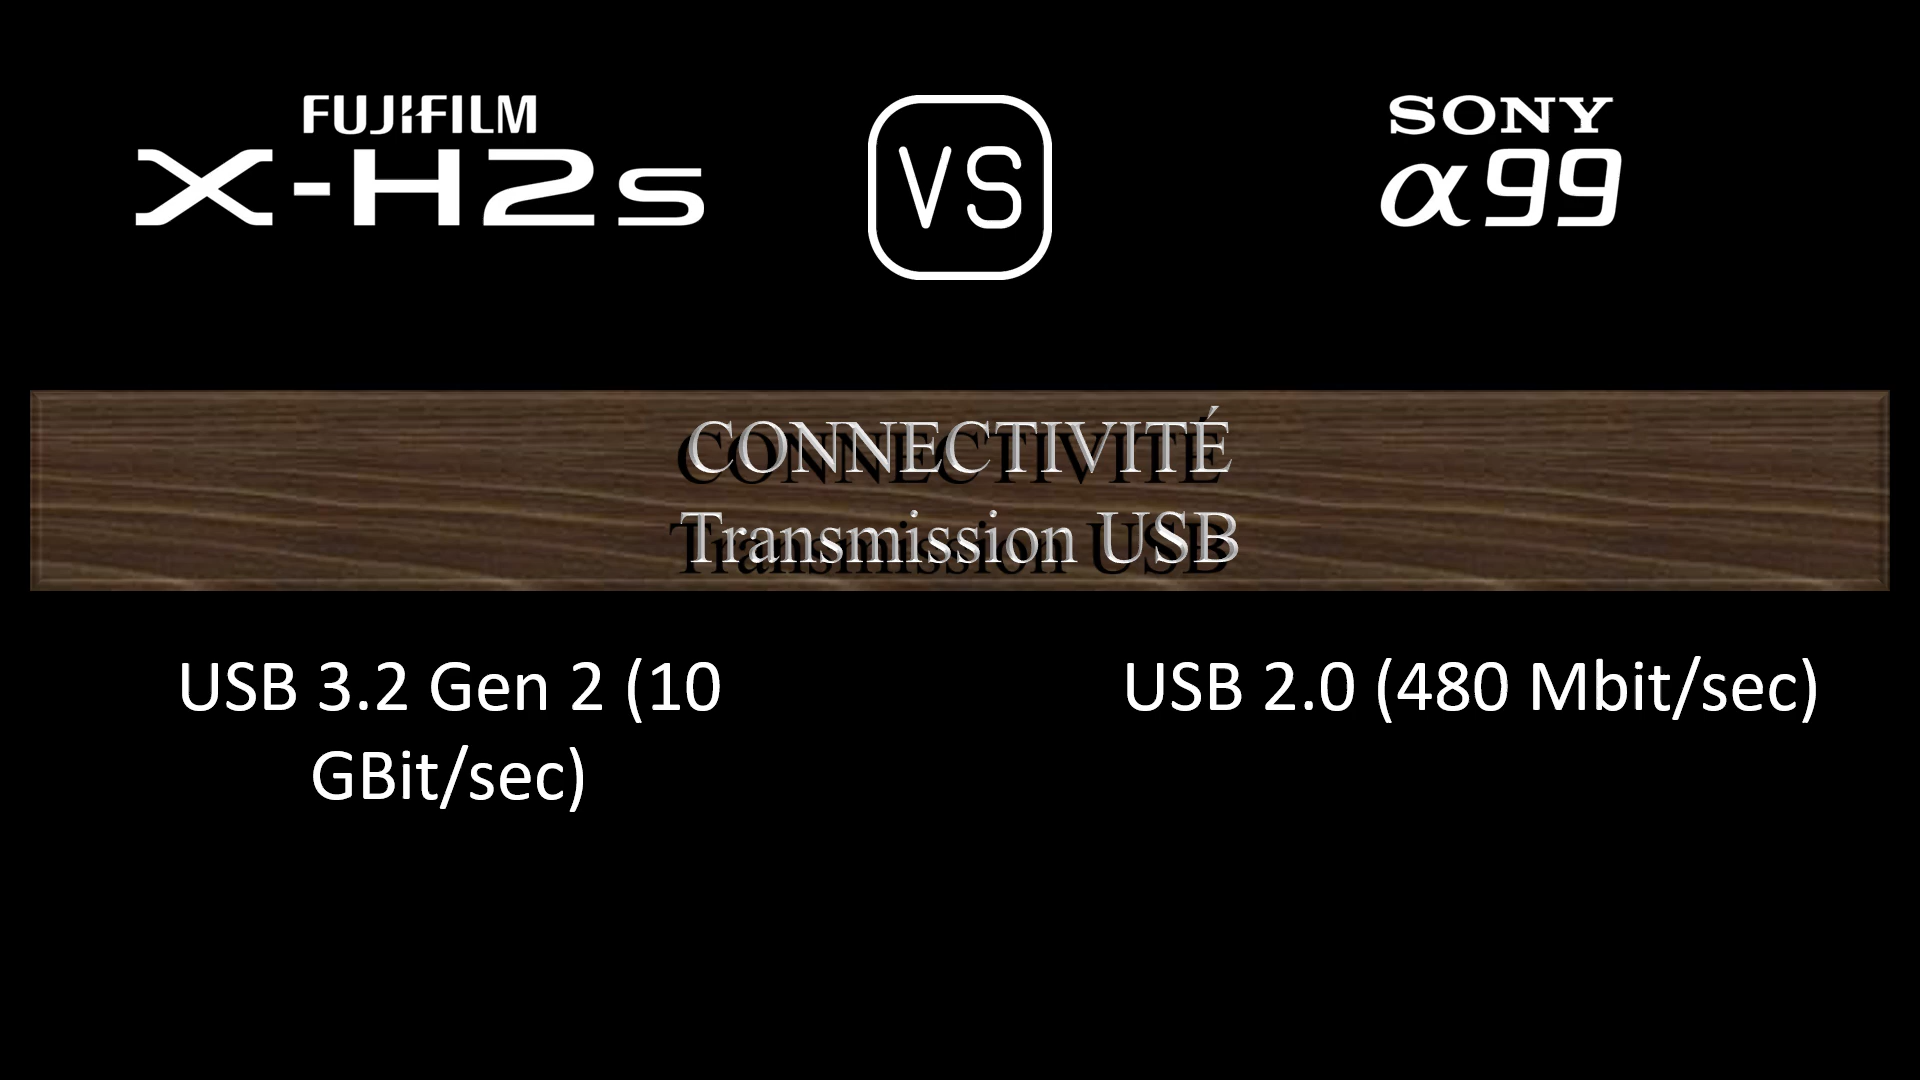 FUJIFILM
X-H2s
VS
SONY
α99
CONNECTIVITÉ
Transmission USB
USB 3.2 Gen 2 (10
GBit/sec)
USB 2.0 (480 Mbit/sec)